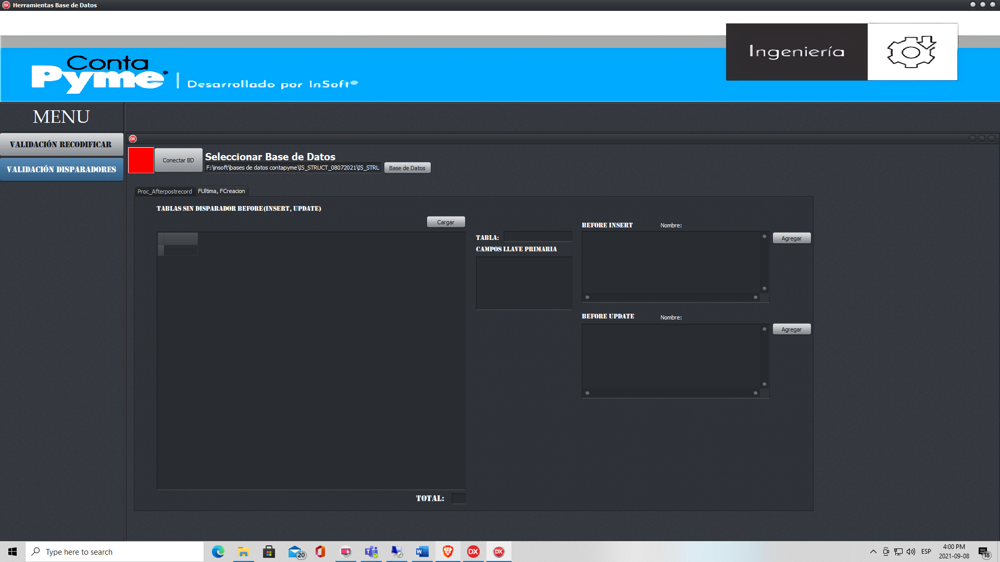 Herramientas Base de Datos
Ingeniería
Conta
Pyme
Desarrollado por InSoft
MENU
VALIDACIÓN RECODIFICAR
VALIDACIÓN DISPARADORES
Conectar BD
Seleccionar Base de Datos
F:\insoft\bases de datos contapyme\IS_STRUCT_08072021\IS_STRU
Base de Datos
Proc_Afterpostrecord
FUltima, FCreacion
TABLAS SIN DISPARADOR BEFORE(INSERT, UPDATE)
Cargar
TABLA:
CAMPOS LLAVE PRIMARIA
BEFORE INSERT
Nombre:
Agregar
BEFORE UPDATE
Nombre:
Agregar
TOTAL:
Type here to search
20
ESP
4:00 PM
2021-09-08
18